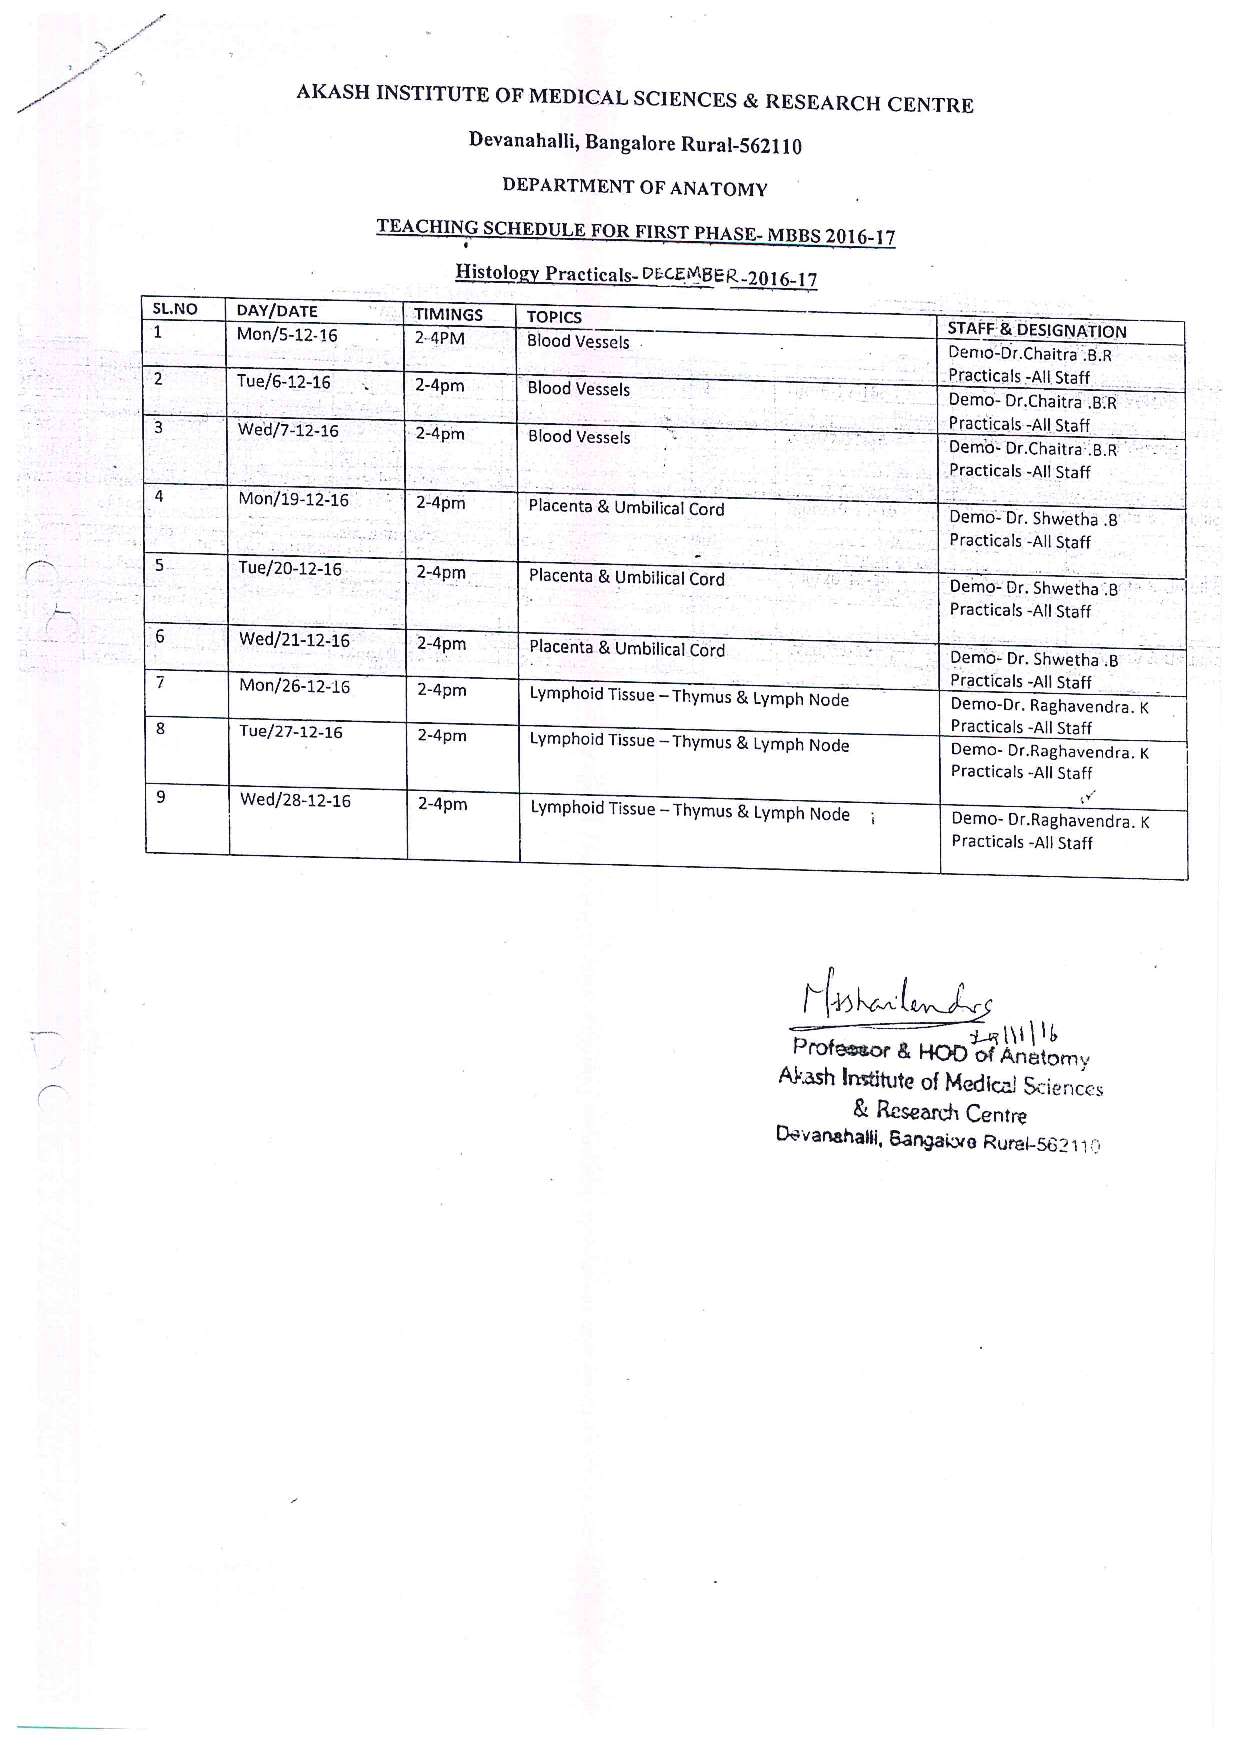 AKASH INSTITUTE OF MEDICAL SCIENCES & RESEARCH CENTRE
Devanahalli, Bangalore Rural-562110
DEPARTMENT OF ANATOMY
TEACHING SCHEDULE FOR FIRST PHASE- MBBS 2016-17
Histology Practicals- DECEMBER -2016-17
SL.NO DAY/DATE TIMINGS TOPICS STAFF & DESIGNATION
1 Mon/5-12-16 2-4PM Blood Vessels Demo-Dr.Chaitra .B.R
Practicals -All Staff
2 Tue/6-12-16 2-4pm Blood Vessels Demo- Dr.Chaitra .B.R
Practicals -All Staff
3 Wed/7-12-16 2-4pm Blood Vessels Demo- Dr.Chaitra .B.R
Practicals -All Staff
4 Mon/19-12-16 2-4pm Placenta & Umbilical Cord Demo- Dr. Shwetha .B
Practicals -All Staff
5 Tue/20-12-16 2-4pm Placenta & Umbilical Cord Demo- Dr. Shwetha .B
Practicals -All Staff
6 Wed/21-12-16 2-4pm Placenta & Umbilical Cord Demo- Dr. Shwetha .B
Practicals -All Staff
7 Mon/26-12-16 2-4pm Lymphoid Tissue – Thymus & Lymph Node Demo-Dr. Raghavendra. K
Practicals -All Staff
8 Tue/27-12-16 2-4pm Lymphoid Tissue – Thymus & Lymph Node Demo- Dr.Raghavendra. K
Practicals -All Staff
9 Wed/28-12-16 2-4pm Lymphoid Tissue – Thymus & Lymph Node Demo- Dr.Raghavendra. K
Practicals -All Staff
Professor & HOD of Anatomy
Akash Institute of Medical Sciences
& Research Centre
Devanahalli, Bangalore Rural-562110